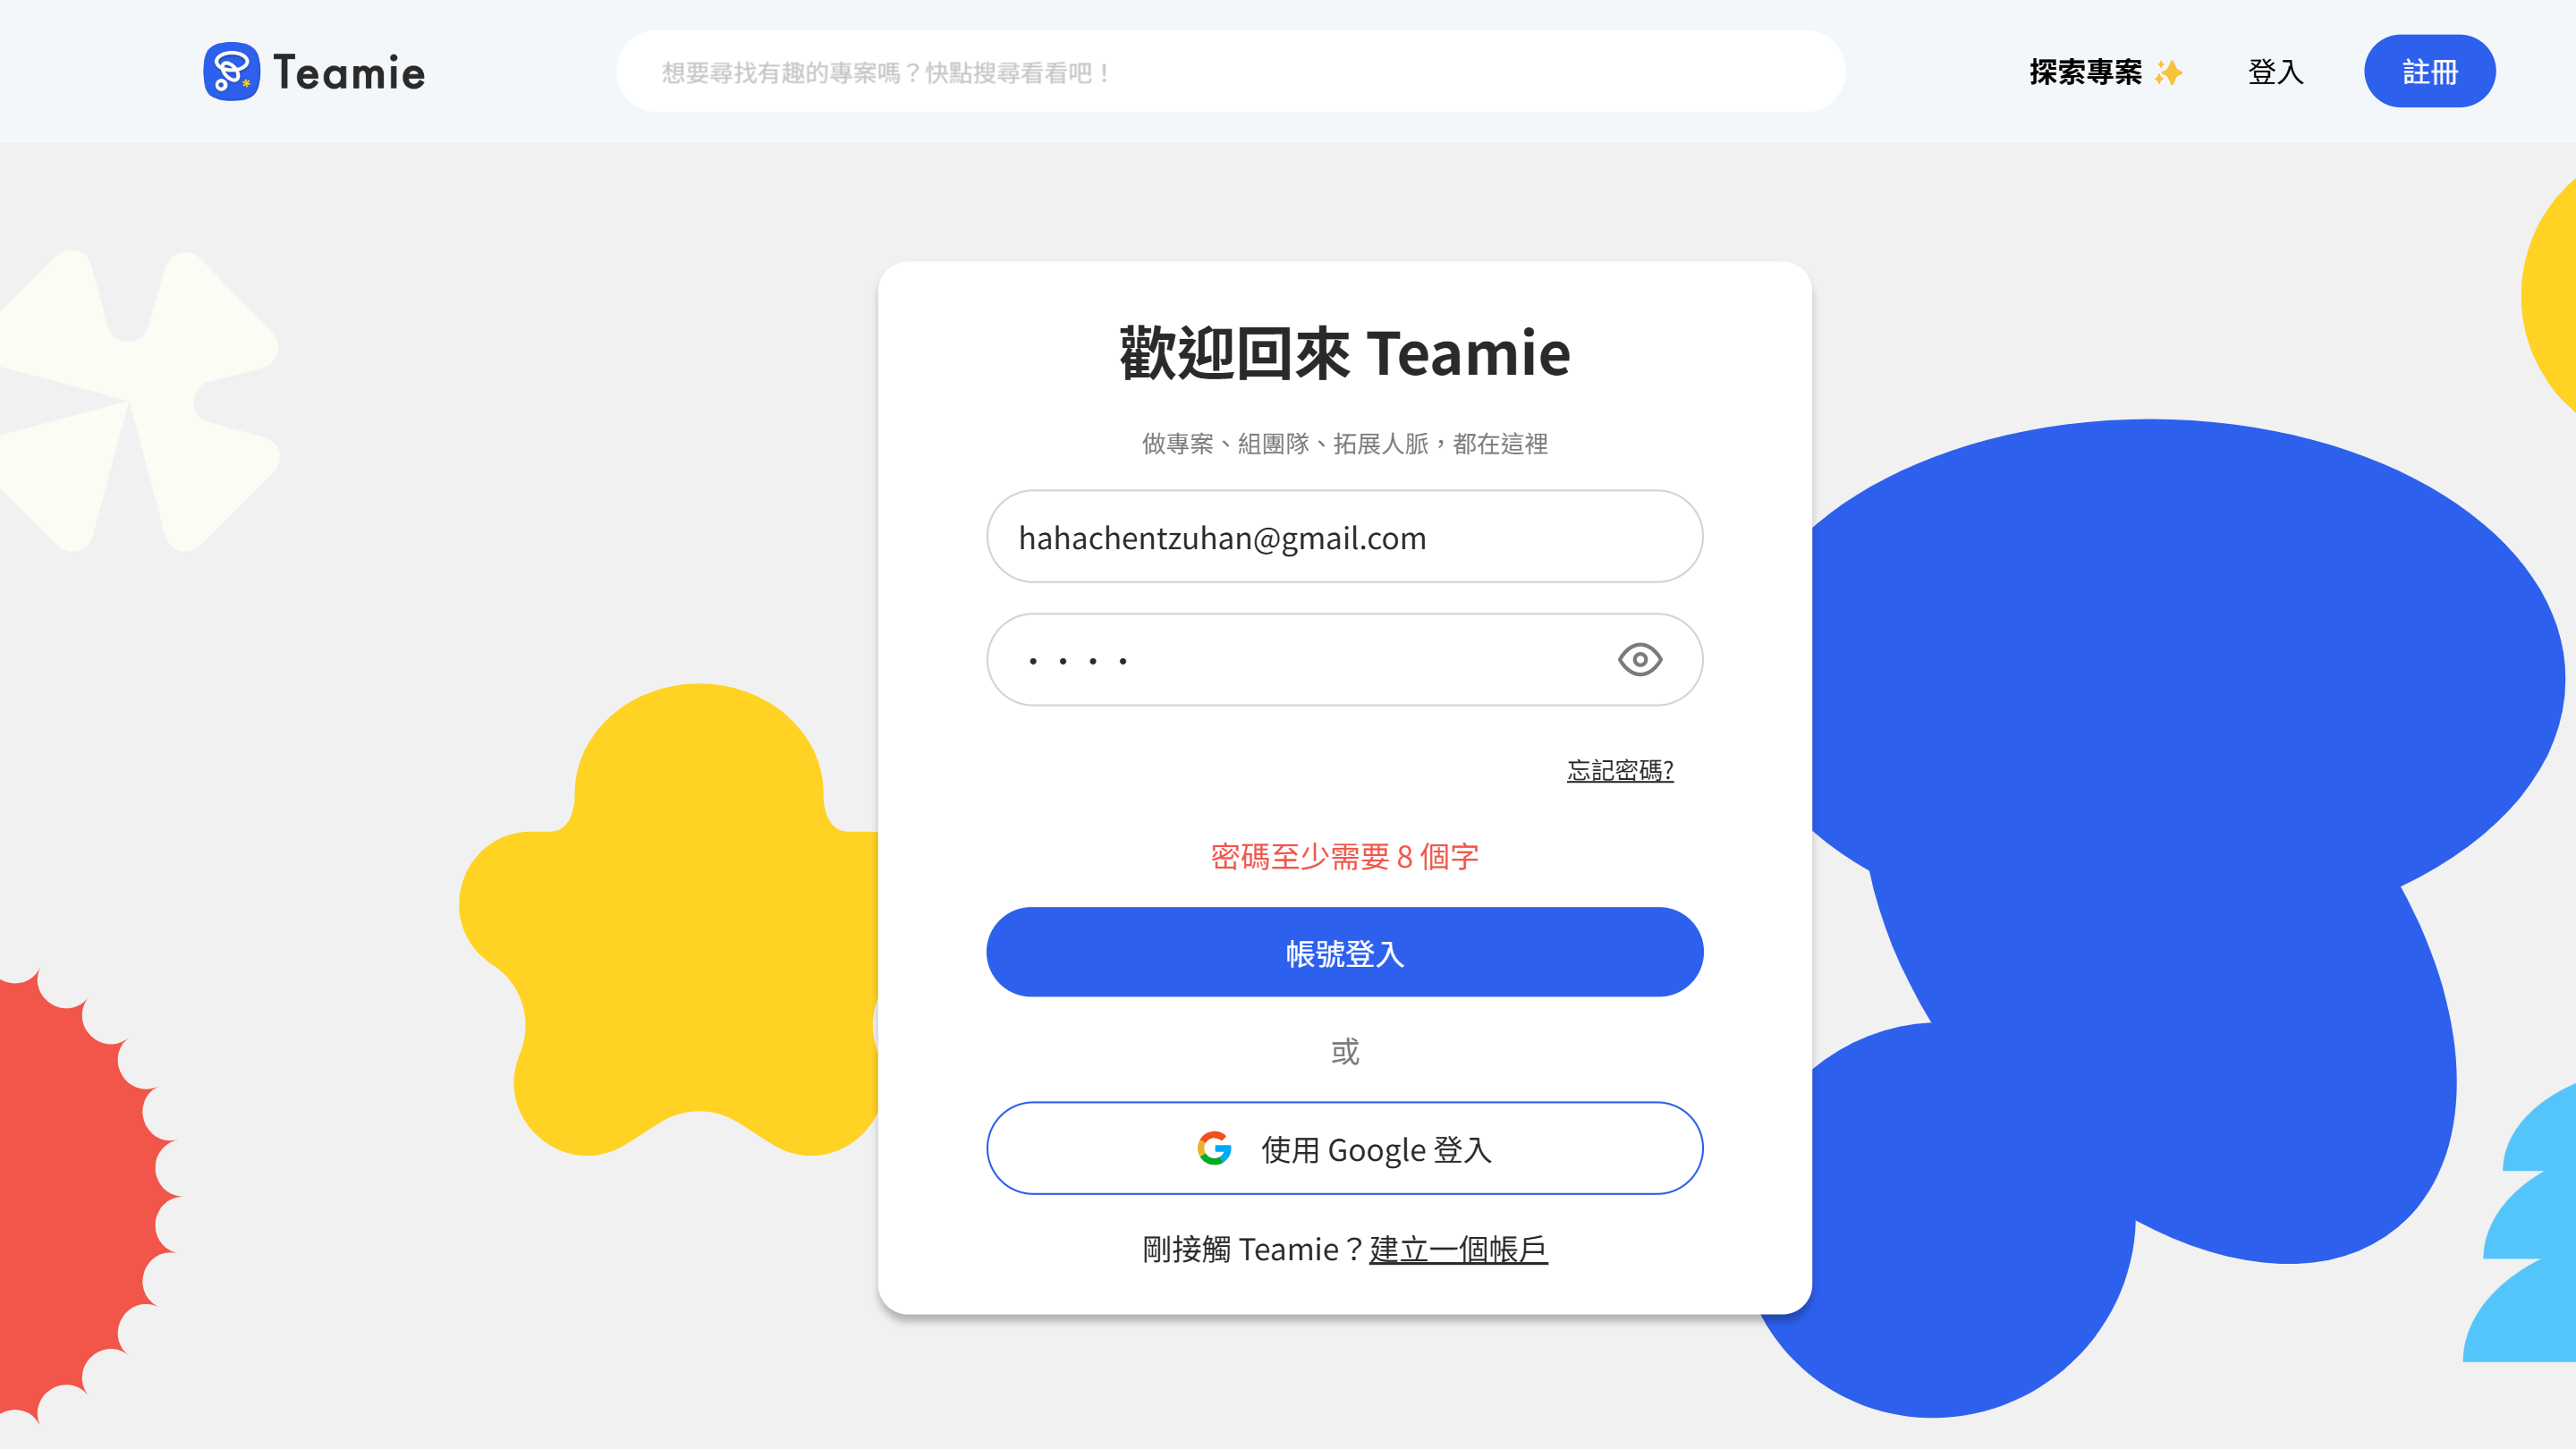 Teamie
想要尋找有趣的專案嗎？快點搜尋看看吧！
探索專案 ✨
登入
註冊
歡迎回來 Teamie
做專案、組團隊、拓展人脈，都在這裡
hahachentzuhan@gmail.com
••••
忘記密碼?
密碼至少需要 8 個字
帳號登入
或
使用 Google 登入
剛接觸 Teamie？建立一個帳戶